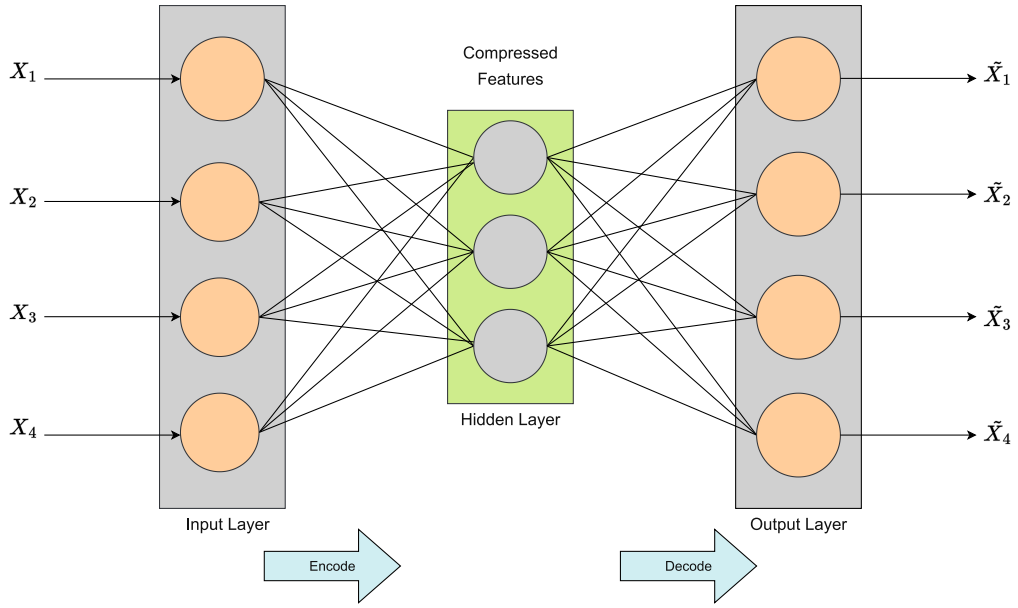 X₁
X₂
X₃
X₄
Compressed
Features
Hidden Layer
X̃₁
X̃₂
X̃₃
X̃₄
Input Layer
Output Layer
Encode
Decode